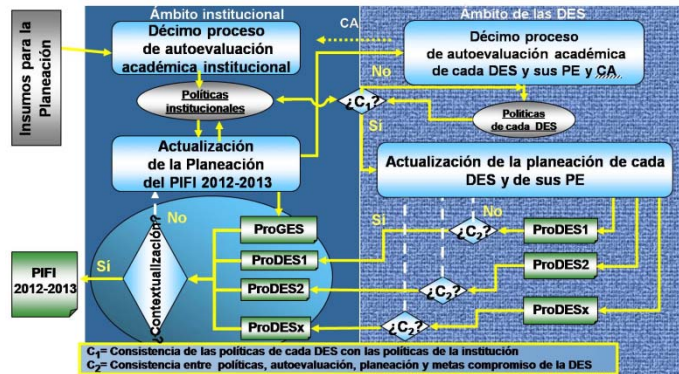 Ámbito institucional
Ámbito de las DES
Insumos para la
Planeación
Décimo proceso
de autoevaluación
académica institucional
CA
Décimo proceso
de autoevaluación académica
de cada DES y sus PE y CA
Políticas
institucionales
¿C1?
No
Políticas
de cada DES
Sí
Actualización
de la Planeación
del PIFI 2012-2013
Actualización de la planeación de cada
DES y de sus PE
No
¿Contextualización?
Sí
PIFI
2012-2013
ProGES
ProDES1
ProDES2
ProDESx
Sí
No
¿C2?
ProDES1
¿C2?
ProDES2
¿C2?
ProDESx
C1= Consistencia de las políticas de cada DES con las políticas de la institución
C2= Consistencia entre políticas, autoevaluación, planeación y metas compromiso de la DES